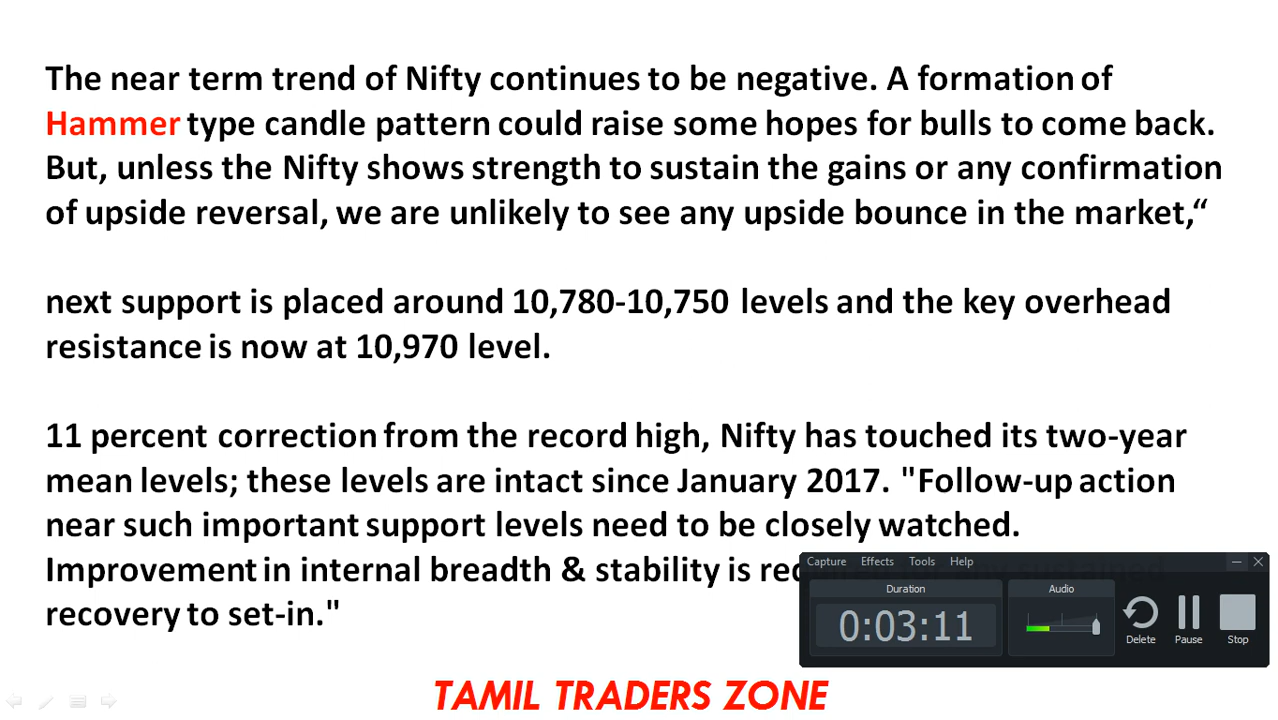 The near term trend of Nifty continues to be negative. A formation of
Hammer type candle pattern could raise some hopes for bulls to come back.
But, unless the Nifty shows strength to sustain the gains or any confirmation
of upside reversal, we are unlikely to see any upside bounce in the market,“
next support is placed around 10,780-10,750 levels and the key overhead
resistance is now at 10,970 level.
11 percent correction from the record high, Nifty has touched its two-year
mean levels; these levels are intact since January 2017. "Follow-up action
near such important support levels need to be closely watched.
Improvement in internal breadth & stability is sustained
recovery to set-in."
Capture Effects Tools Help
Duration
Audio
0:03:11
Delete Pause Stop
TAMIL TRADERS ZONE